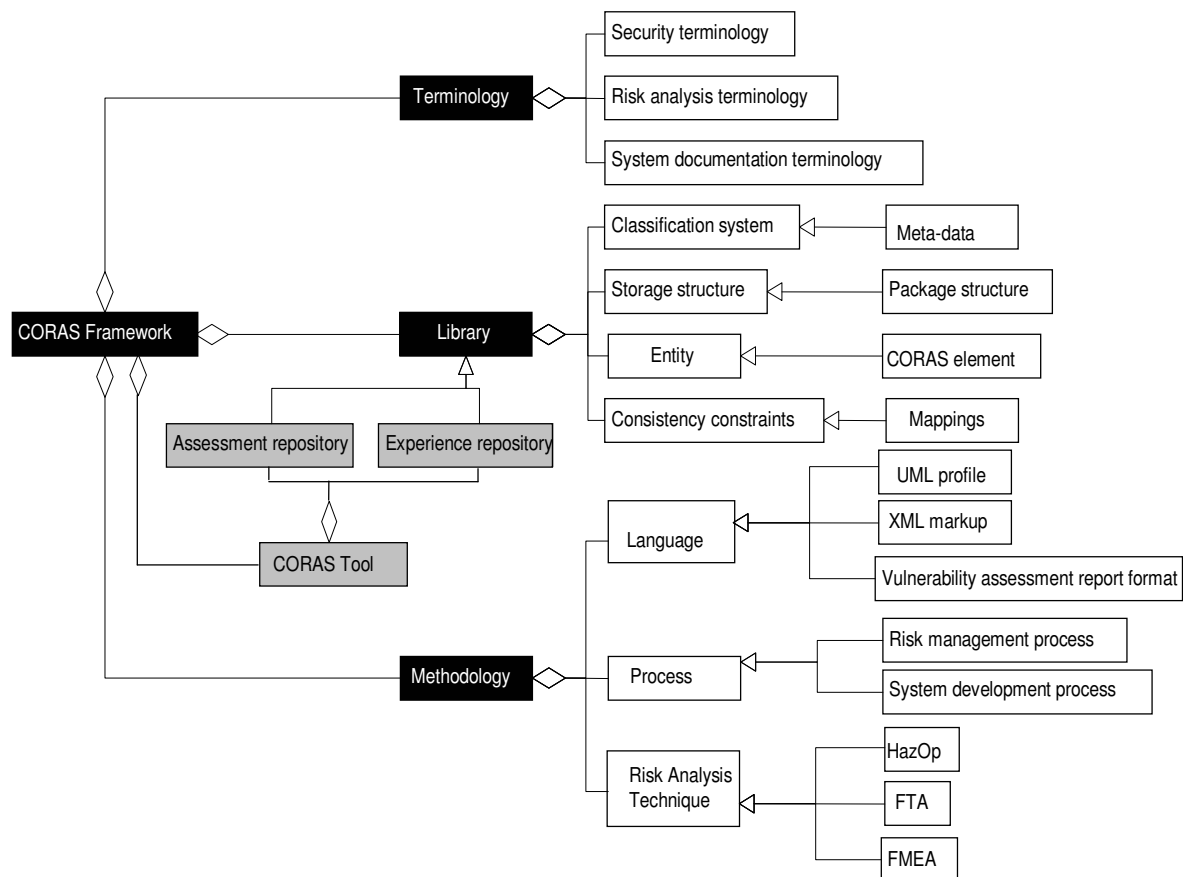 Security terminology
Terminology
Risk analysis terminology
System documentation terminology
Classification system
Meta-data
Storage structure
Package structure
CORAS Framework
Library
Entity
CORAS element
Consistency constraints
Mappings
Assessment repository
Experience repository
UML profile
XML markup
Language
CORAS Tool
Vulnerability assessment report format
Risk management process
Methodology
Process
System development process
HazOp
Risk Analysis
Technique
FTA
FMEA